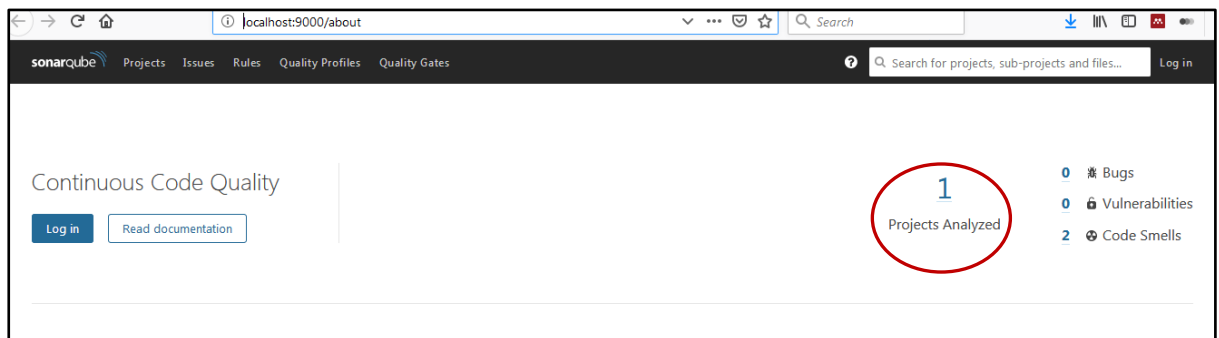 localhost:9000/about
Search
sonarqube Projects Issues Rules Quality Profiles Quality Gates
Search for projects, sub-projects and files...
Log in
Continuous Code Quality
Log in
Read documentation
1
Projects Analyzed
0 Bugs
0 Vulnerabilities
2 Code Smells